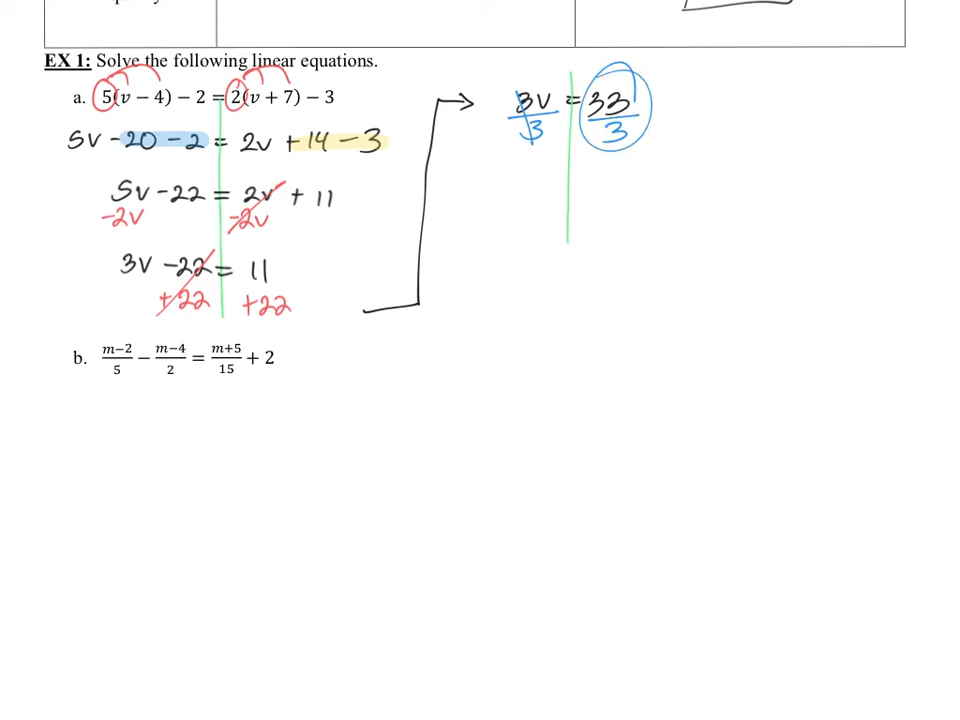 EX 1: Solve the following linear equations.
a. 5(v − 4) − 2 = 2(v + 7) − 3
5v - 20 - 2 = 2v + 14 - 3
5v - 22 = 2v + 11
-2v -2v
3v - 22 = 11
+22 +22
3v = 33
3 3
b. (m−2)/5 − (m−4)/2 = (m+5)/15 + 2